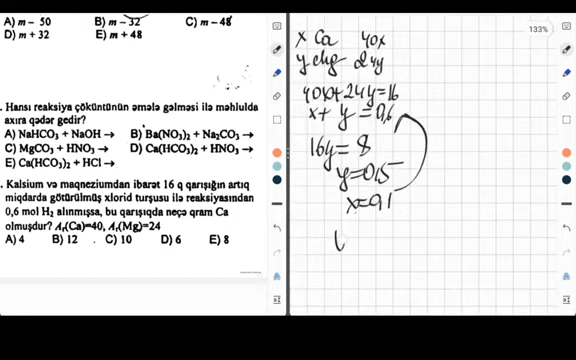 A) m – 50 B) m – 32 C) m – 48
D) m + 32 E) m + 48
. Hansı reaksiya çöküntünün əmələ gəlməsi ilə məhlulda
axıra qədər gedir?
A) NaHCO₃ + NaOH → B) Ba(NO₃)₂ + Na₂CO₃ →
C) MgCO₃ + HNO₃ → D) Ca(HCO₃)₂ + HNO₃ →
E) Ca(HCO₃)₂ + HCl →
. Kalsium və maqneziumdan ibarət 16 q qarışığın artıq
miqdarda götürülmüş xlorid turşusu ilə reaksiyasından
0,6 mol H₂ alınmışsa, bu qarışıqda neçə qram Ca
olmuşdur? Aᵣ(Ca)=40, Aᵣ(Mg)=24
A) 4 B) 12 C) 10 D) 6 E) 8
133%
x Ca 40x
y Mg 24y
40x+24y=16
x+y=0,6
16y=8
y=0,5
x=0,1